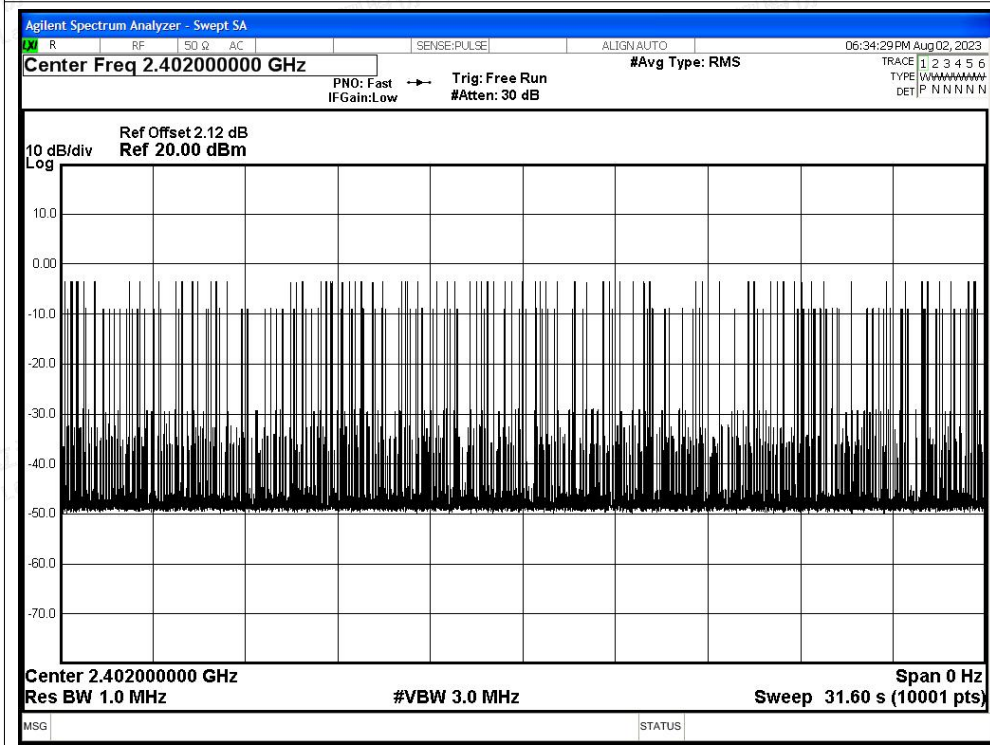 Agilent Spectrum Analyzer - Swept SA
LXI R RF 50 Ω AC SENSE:PULSE ALIGN AUTO 06:34:29 PM Aug 02, 2023
Center Freq 2.402000000 GHz
#Avg Type: RMS
TRACE 1 2 3 4 5 6
PNO: Fast Trig: Free Run
TYPE
IFGain:Low #Atten: 30 dB
DET P N N N N N
Ref Offset 2.12 dB
10 dB/div Ref 20.00 dBm
Log
10.0
0.00
-10.0
-20.0
-30.0
-40.0
-50.0
-60.0
-70.0
Center 2.402000000 GHz Span 0 Hz
Res BW 1.0 MHz #VBW 3.0 MHz Sweep 31.60 s (10001 pts)
MSG STATUS